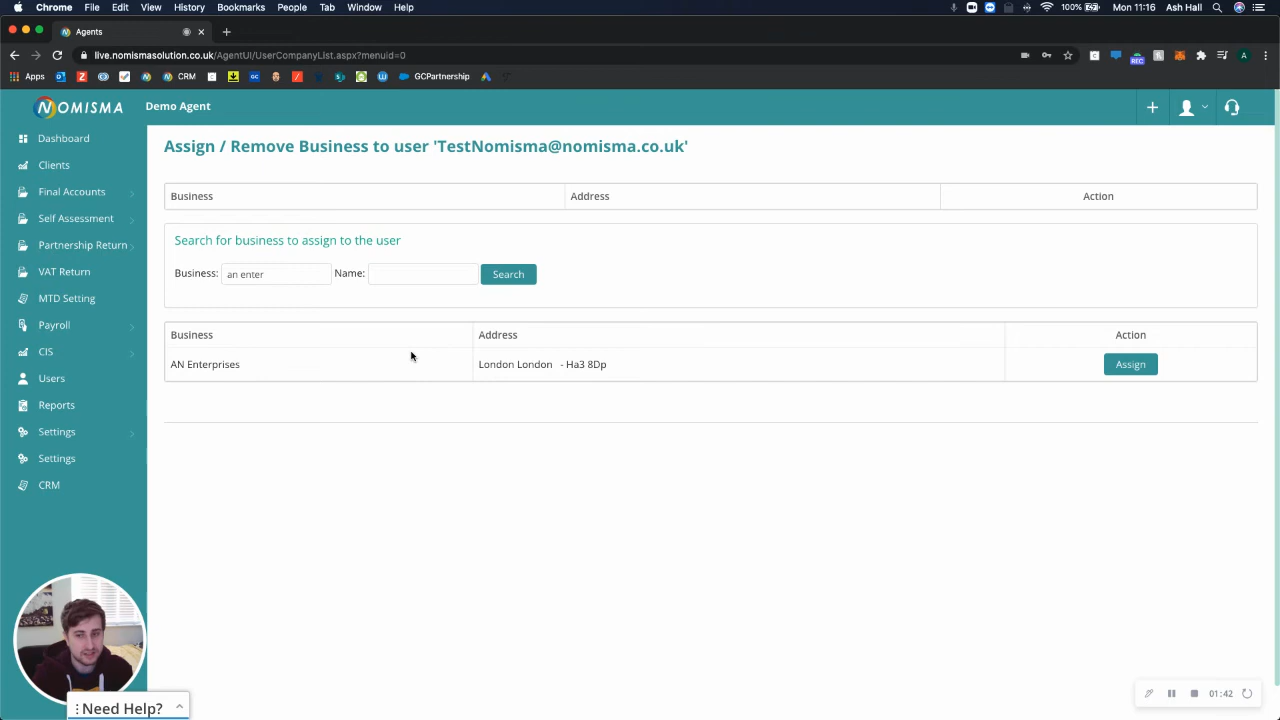 Chrome File Edit View History Bookmarks People Tab Window Help 100% Mon 11:16 Ash Hall
Agents
live.nomismasolution.co.uk/AgentUI/UserCompanyList.aspx?menuid=0
REC A
Apps CRM GCPartnership
NOMISMA Demo Agent
Dashboard
Clients
Final Accounts
Self Assessment
Partnership Return
VAT Return
MTD Setting
Payroll
CIS
Users
Reports
Settings
Settings
CRM
Assign / Remove Business to user 'TestNomisma@nomisma.co.uk'
Business Address Action
Search for business to assign to the user
Business: an enter Name: Search
Business Address Action
AN Enterprises London London - Ha3 8Dp Assign
Need Help?
01:42